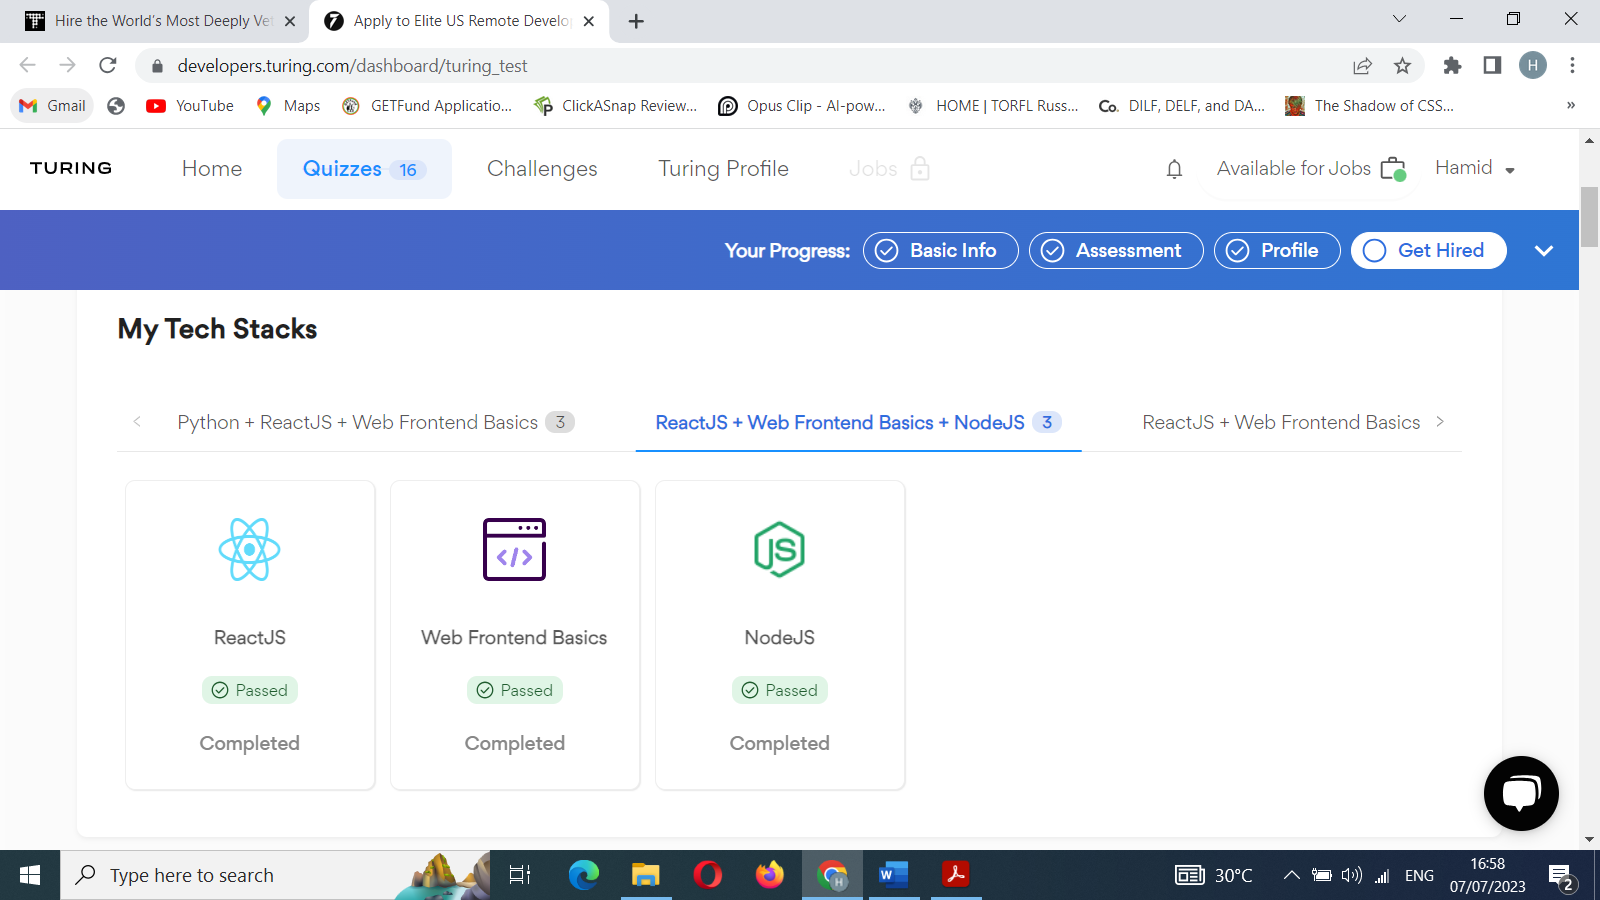 Hire the World's Most Deeply Vet
Apply to Elite US Remote Develo
developers.turing.com/dashboard/turing_test
H
Gmail
YouTube
Maps
GETFund Applicatio...
ClickASnap Review...
Opus Clip - AI-pow...
HOME | TORFL Russ...
Co.
DILF, DELF, and DA...
The Shadow of CSS...
»
TURING
Home
Quizzes 16
Challenges
Turing Profile
Jobs
Available for Jobs
Hamid
Your Progress:
Basic Info
Assessment
Profile
Get Hired
My Tech Stacks
Python + ReactJS + Web Frontend Basics 3
ReactJS + Web Frontend Basics + NodeJS 3
ReactJS + Web Frontend Basics
</>
JS
ReactJS
Web Frontend Basics
NodeJS
Passed
Passed
Passed
Completed
Completed
Completed
Type here to search
H
W
30°C
ENG
16:58
07/07/2023
2